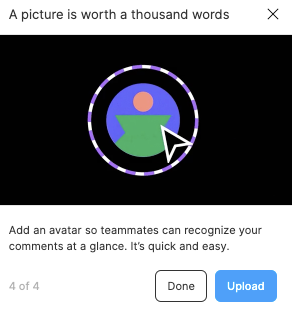 A picture is worth a thousand words
Add an avatar so teammates can recognize your
comments at a glance. It’s quick and easy.
4 of 4
Done
Upload